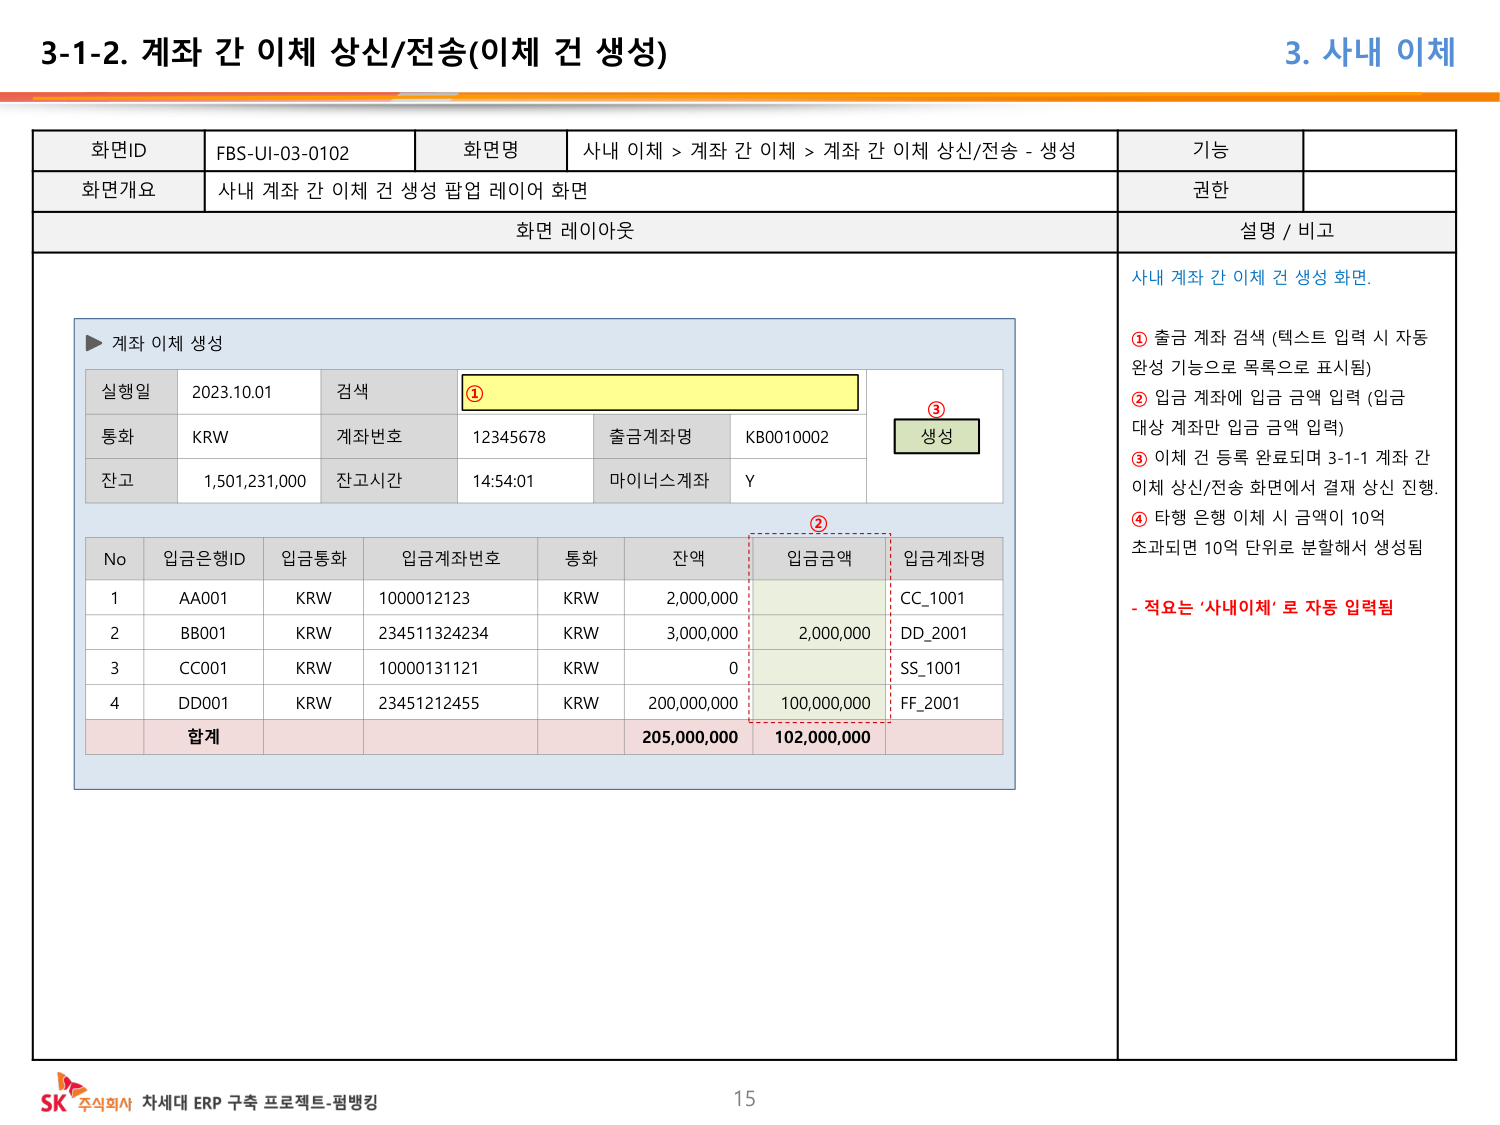 3-1-2. 계좌 간 이체 상신/전송(이체 건 생성)
3. 사내 이체
화면ID FBS-UI-03-0102 화면명 사내 이체 > 계좌 간 이체 > 계좌 간 이체 상신/전송 - 생성 기능
화면개요 사내 계좌 간 이체 건 생성 팝업 레이어 화면 권한
화면 레이아웃 설명 / 비고
▶ 계좌 이체 생성
실행일 2023.10.01 검색 ①
③
통화 KRW 계좌번호 12345678 출금계좌명 KB0010002 생성
잔고 1,501,231,000 잔고시간 14:54:01 마이너스계좌 Y
②
No 입금은행ID 입금통화 입금계좌번호 통화 잔액 입금금액 입금계좌명
1 AA001 KRW 1000012123 KRW 2,000,000 CC_1001
2 BB001 KRW 234511324234 KRW 3,000,000 2,000,000 DD_2001
3 CC001 KRW 10000131121 KRW 0 SS_1001
4 DD001 KRW 23451212455 KRW 200,000,000 100,000,000 FF_2001
합계 205,000,000 102,000,000
사내 계좌 간 이체 건 생성 화면.
① 출금 계좌 검색 (텍스트 입력 시 자동
완성 기능으로 목록으로 표시됨)
② 입금 계좌에 입금 금액 입력 (입금
대상 계좌만 입금 금액 입력)
③ 이체 건 등록 완료되며 3-1-1 계좌 간
이체 상신/전송 화면에서 결재 상신 진행.
④ 타행 은행 이체 시 금액이 10억
초과되면 10억 단위로 분할해서 생성됨
- 적요는 ‘사내이체‘ 로 자동 입력됨
SK 주식회사 차세대 ERP 구축 프로젝트-펌뱅킹
15